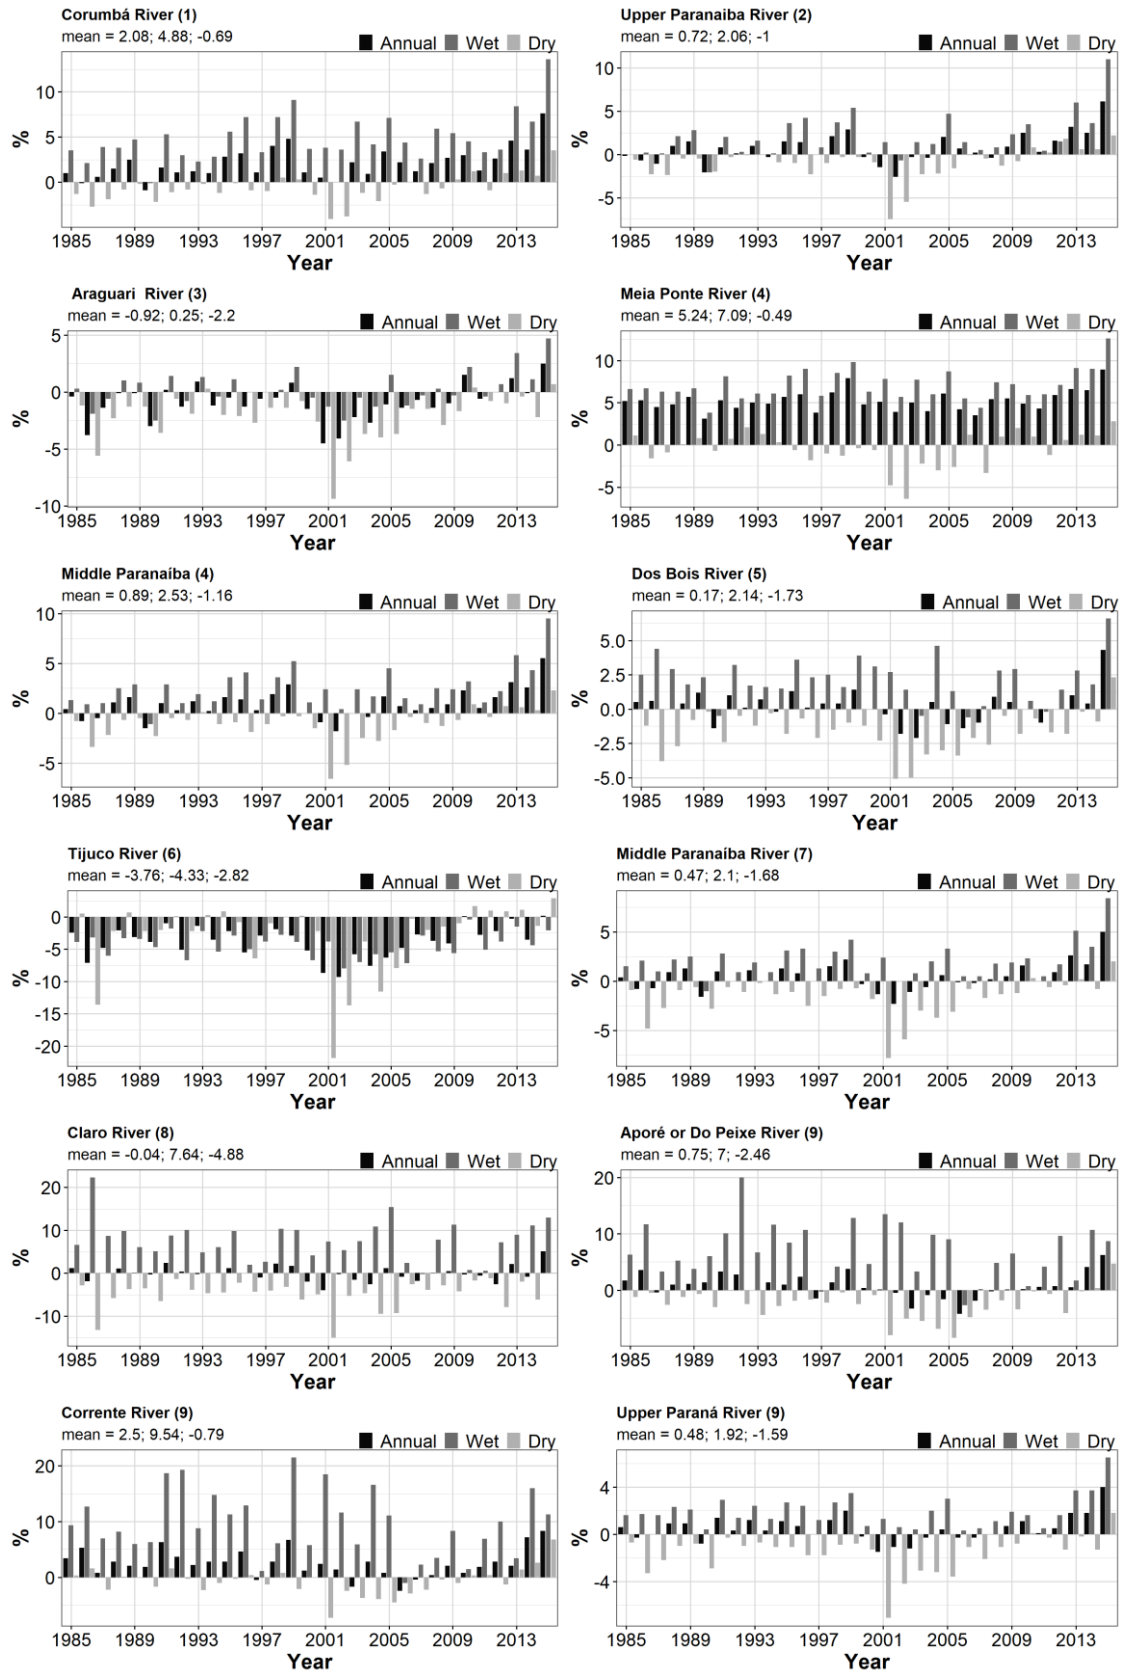 Corumbá River (1)
mean = 2.08; 4.88; -0.69
Annual Wet Dry
10
5
0
%
1985 1989 1993 1997 2001 2005 2009 2013
Year
Upper Paranaiba River (2)
mean = 0.72; 2.06; -1
Annual Wet Dry
10
5
0
-5
%
1985 1989 1993 1997 2001 2005 2009 2013
Year
Araguari River (3)
mean = -0.92; 0.25; -2.2
Annual Wet Dry
5
0
-5
-10
%
1985 1989 1993 1997 2001 2005 2009 2013
Year
Meia Ponte River (4)
mean = 5.24; 7.09; -0.49
Annual Wet Dry
10
5
0
-5
%
1985 1989 1993 1997 2001 2005 2009 2013
Year
Middle Paranaíba (4)
mean = 0.89; 2.53; -1.16
Annual Wet Dry
10
5
0
-5
%
1985 1989 1993 1997 2001 2005 2009 2013
Year
Dos Bois River (5)
mean = 0.17; 2.14; -1.73
Annual Wet Dry
5.0
2.5
0.0
-2.5
-5.0
%
1985 1989 1993 1997 2001 2005 2009 2013
Year
Tijuco River (6)
mean = -3.76; -4.33; -2.82
Annual Wet Dry
0
-5
-10
-15
-20
%
1985 1989 1993 1997 2001 2005 2009 2013
Year
Middle Paranaíba River (7)
mean = 0.47; 2.1; -1.68
Annual Wet Dry
5
0
-5
%
1985 1989 1993 1997 2001 2005 2009 2013
Year
Claro River (8)
mean = -0.04; 7.64; -4.88
Annual Wet Dry
20
10
0
-10
%
1985 1989 1993 1997 2001 2005 2009 2013
Year
Aporé or Do Peixe River (9)
mean = 0.75; 7; -2.46
Annual Wet Dry
20
10
0
%
1985 1989 1993 1997 2001 2005 2009 2013
Year
Corrente River (9)
mean = 2.5; 9.54; -0.79
Annual Wet Dry
20
10
0
%
1985 1989 1993 1997 2001 2005 2009 2013
Year
Upper Paraná River (9)
mean = 0.48; 1.92; -1.59
Annual Wet Dry
4
0
-4
%
1985 1989 1993 1997 2001 2005 2009 2013
Year